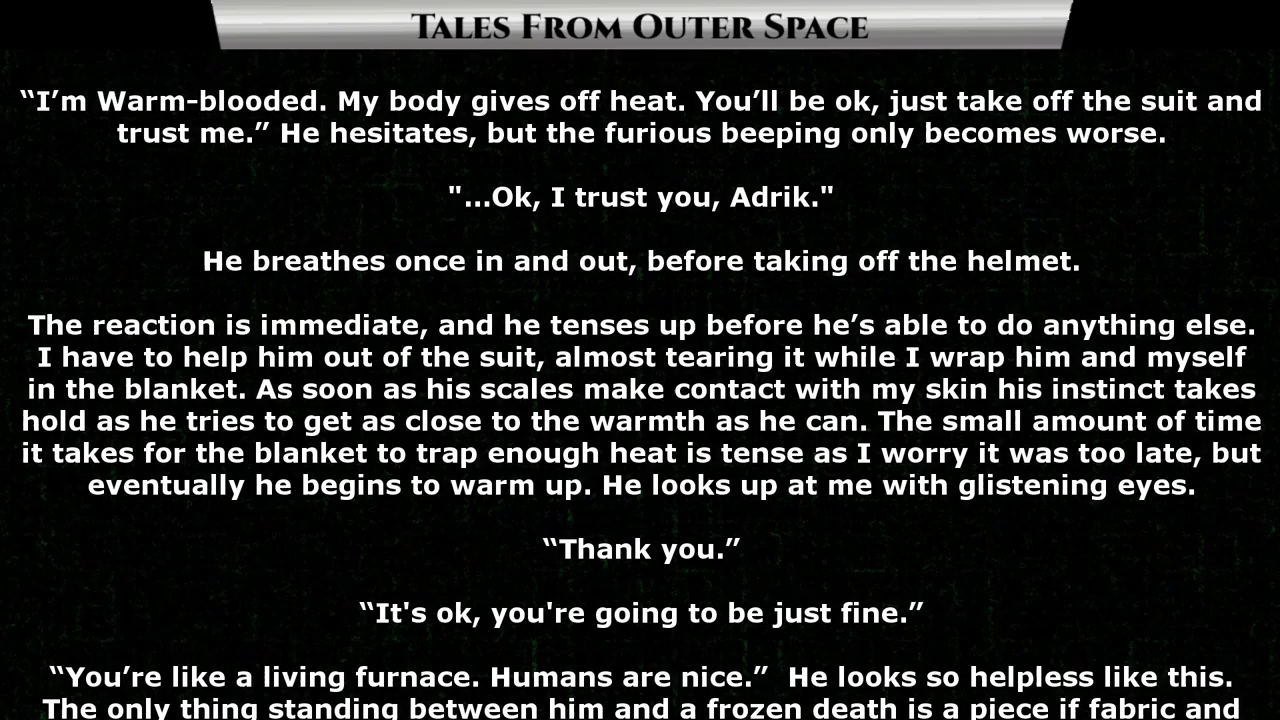 Tales From Outer Space
“I’m Warm-blooded. My body gives off heat. You’ll be ok, just take off the suit and
trust me.” He hesitates, but the furious beeping only becomes worse.
"...Ok, I trust you, Adrik."
He breathes once in and out, before taking off the helmet.
The reaction is immediate, and he tenses up before he’s able to do anything else.
I have to help him out of the suit, almost tearing it while I wrap him and myself
in the blanket. As soon as his scales make contact with my skin his instinct takes
hold as he tries to get as close to the warmth as he can. The small amount of time
it takes for the blanket to trap enough heat is tense as I worry it was too late, but
eventually he begins to warm up. He looks up at me with glistening eyes.
“Thank you.”
“It's ok, you're going to be just fine.”
“You’re like a living furnace. Humans are nice.”  He looks so helpless like this.
The only thing standing between him and a frozen death is a piece if fabric and